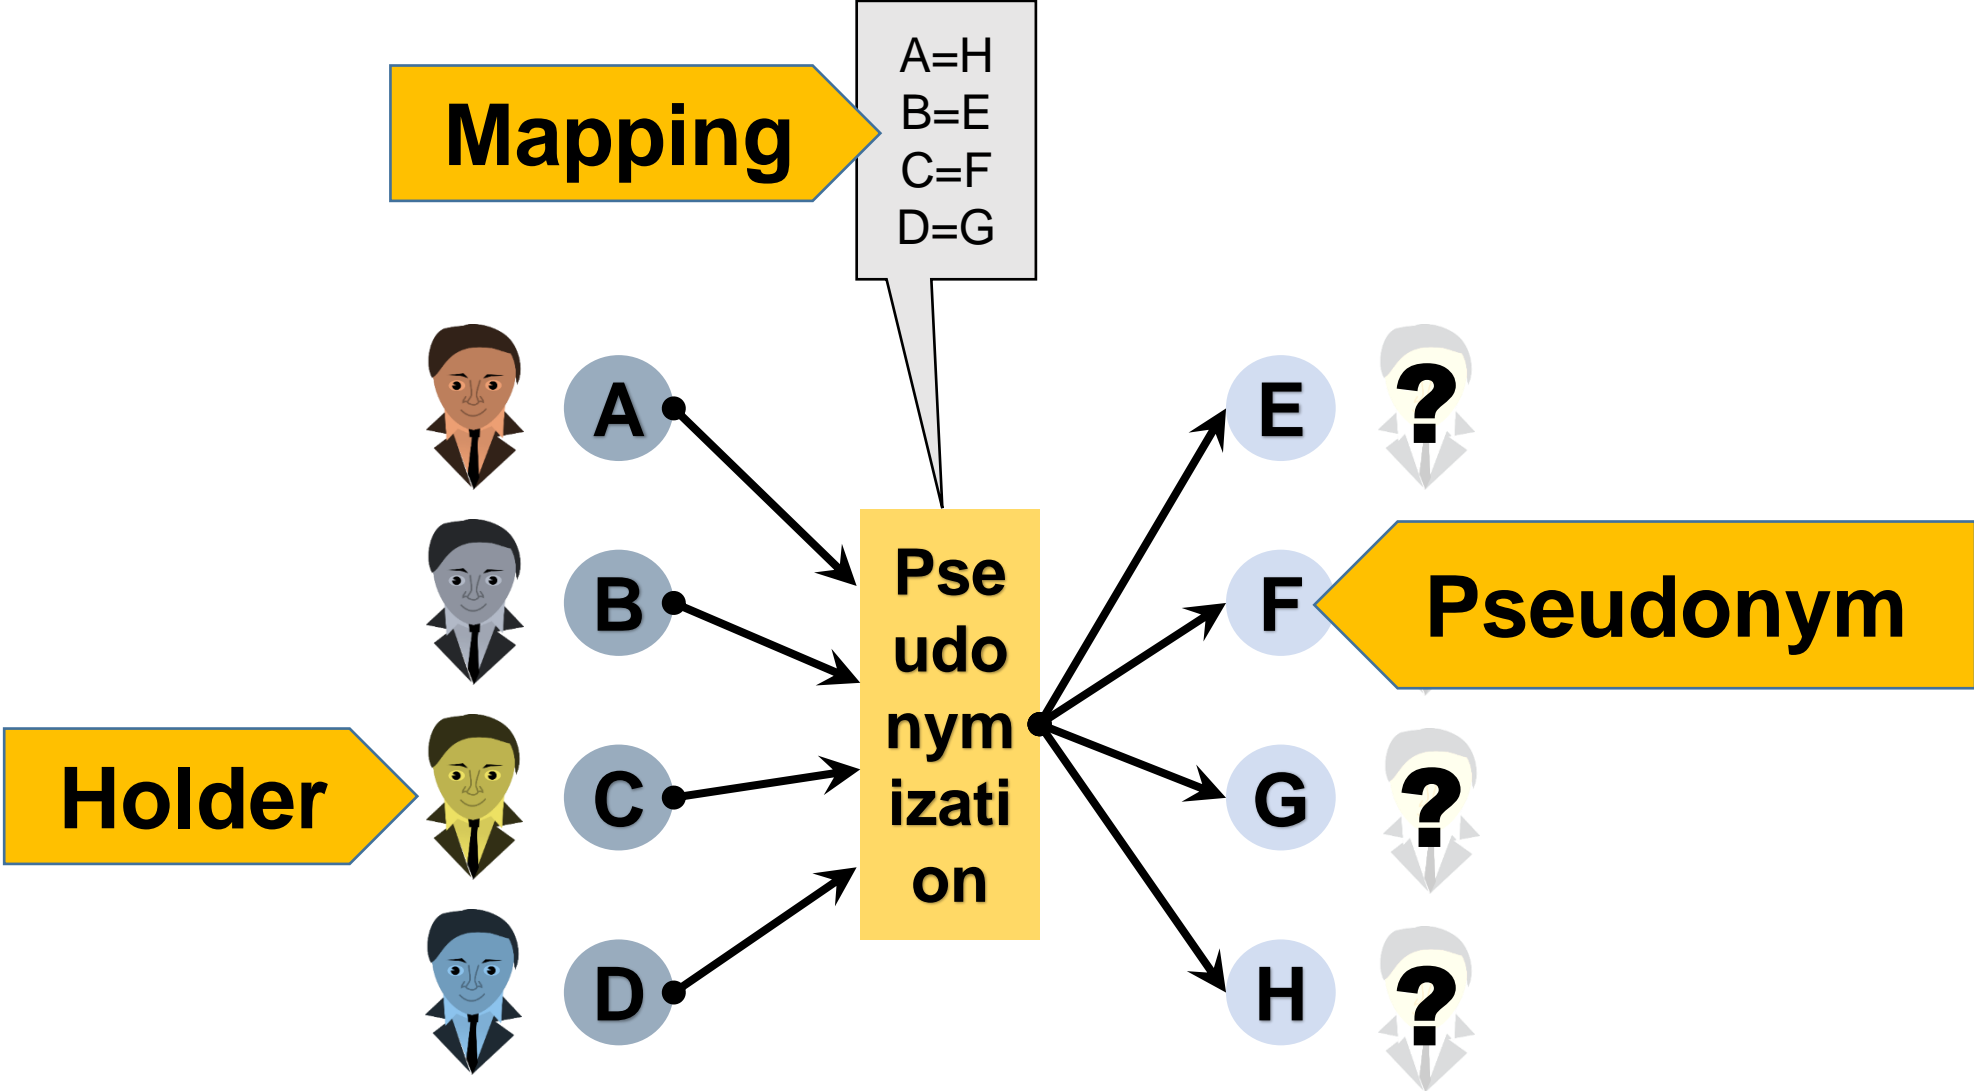 A=H
B=E
C=F
D=G
Mapping
A
B
C
D
Holder
Pse
udo
nym
izati
on
E
?
F
Pseudonym
G
?
H
?